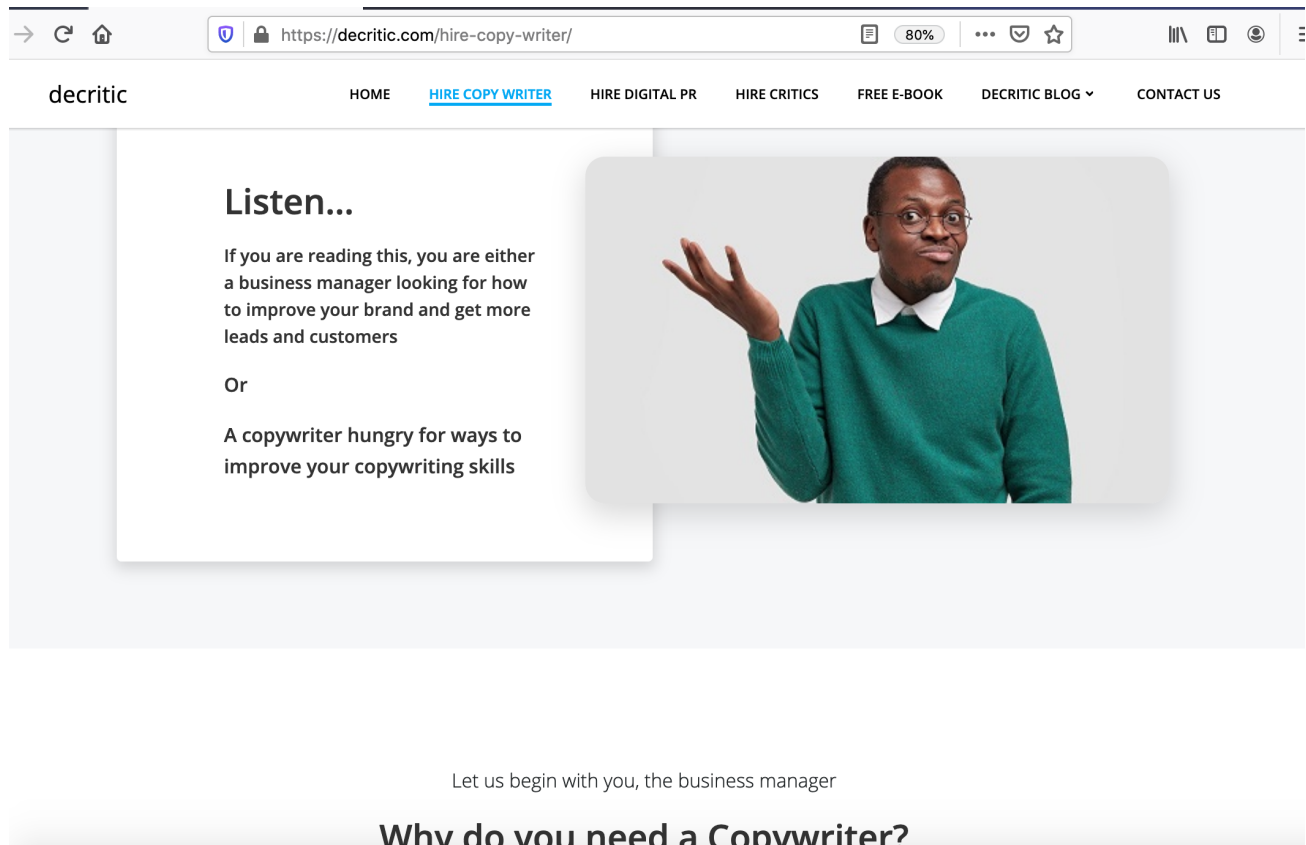 https://decritic.com/hire-copy-writer/
80%
decritic
HOME
HIRE COPY WRITER
HIRE DIGITAL PR
HIRE CRITICS
FREE E-BOOK
DECRITIC BLOG
CONTACT US
Listen...
If you are reading this, you are either
a business manager looking for how
to improve your brand and get more
leads and customers
Or
A copywriter hungry for ways to
improve your copywriting skills
Let us begin with you, the business manager
Why do you need a Copywriter?